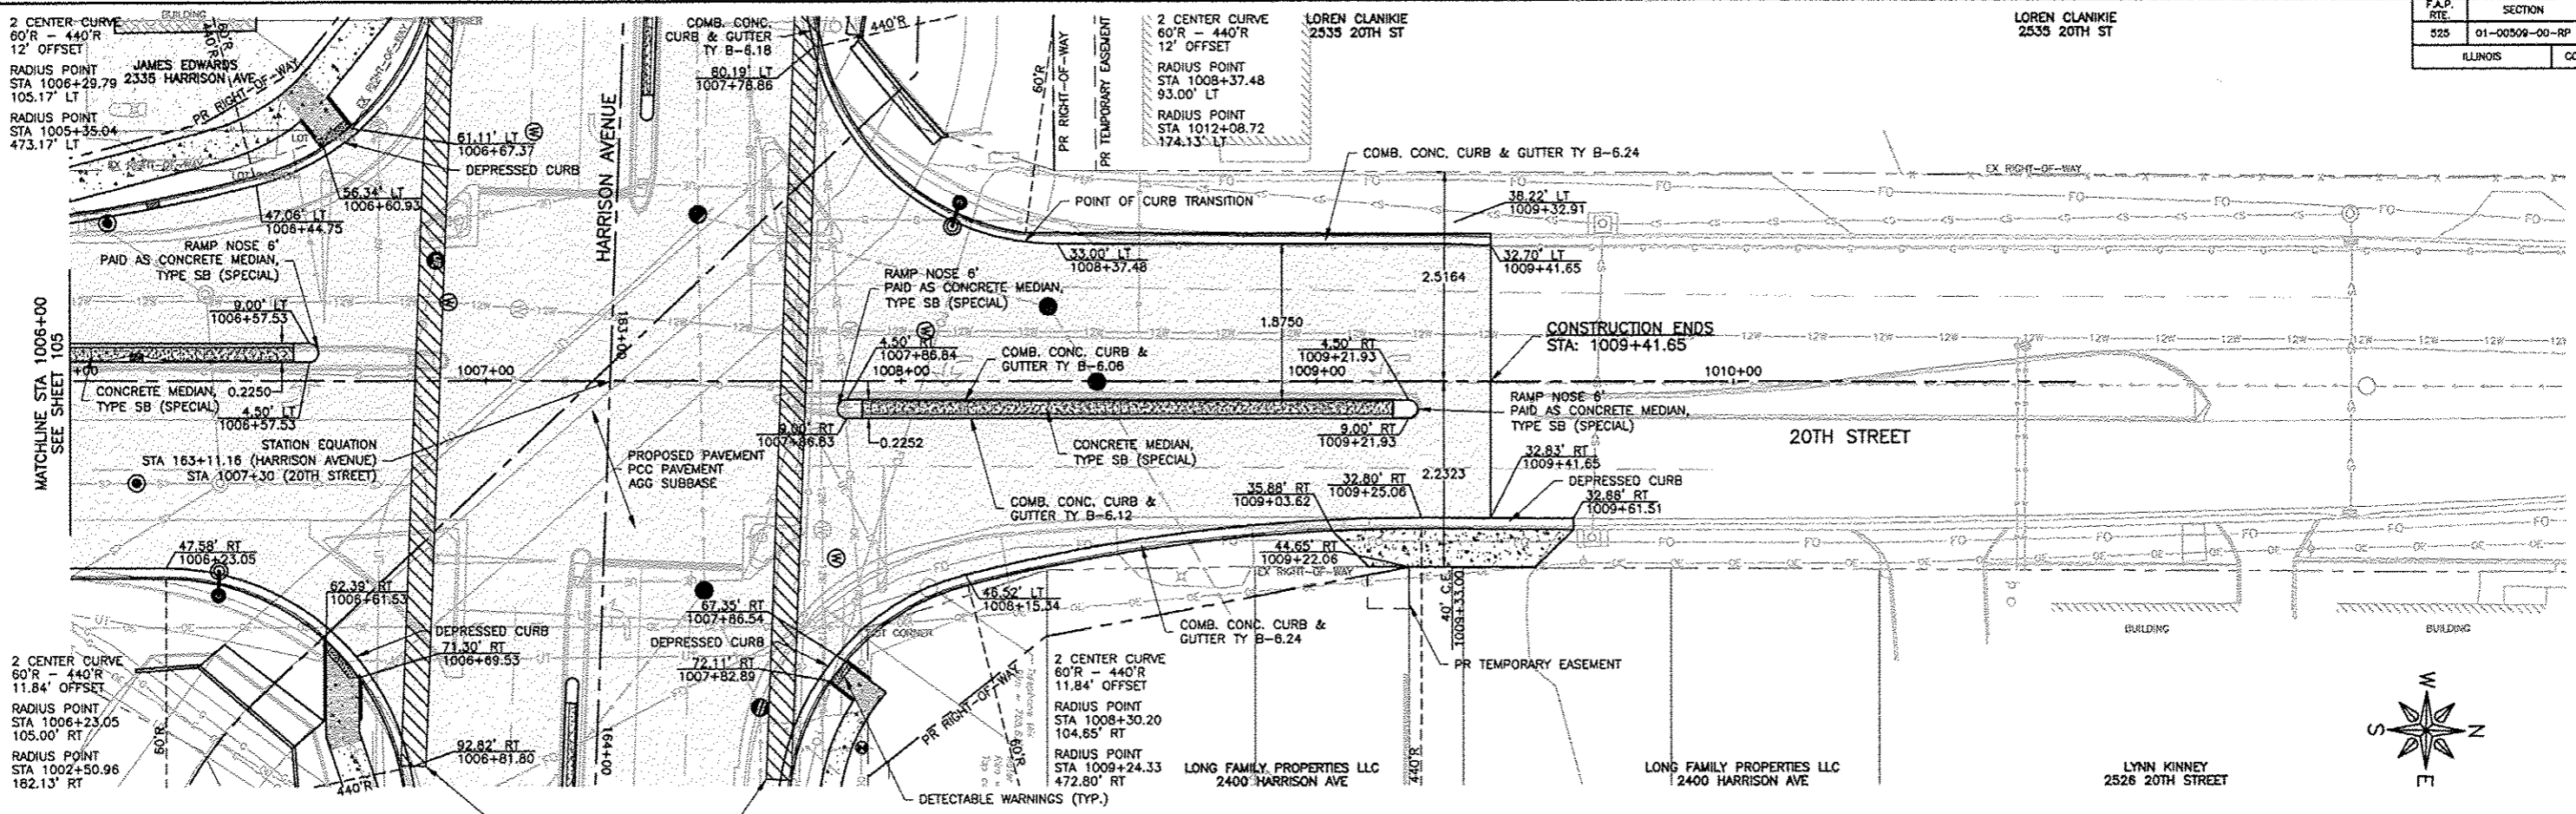 2 CENTER CURVE
60'R - 440'R
12' OFFSET
RADIUS POINT
STA 1006+29.79
105.17' LT
RADIUS POINT
STA 1005+35.04
473.17' LT
BUILDING
JAMES EDWARDS
2335 HARRISON AVE
60'R
440'R
PR RIGHT-OF-WAY
EX RIGHT-OF-WAY
LOT
EX RIGHT-OF-WAY
61.11' LT
1006+67.37
DEPRESSED CURB
56.34' LT
1006+60.93
47.06' LT
1006+44.75
RAMP NOSE 6'
PAID AS CONCRETE MEDIAN,
TYPE SB (SPECIAL)
9.00' LT
1006+57.53
MATCHLINE STA 1006+00
SEE SHEET 105
+00
CONCRETE MEDIAN,
TYPE SB (SPECIAL)
0.2250
4.50' LT
1006+57.53
STATION EQUATION
STA 163+11.16 (HARRISON AVENUE)
STA 1007+30 (20TH STREET)
1007+00
HARRISON AVENUE
163+00
164+00
PROPOSED PAVEMENT
PCC PAVEMENT
AGG SUBBASE
47.58' RT
1006+23.05
62.39' RT
1006+61.53
DEPRESSED CURB
71.30' RT
1006+69.53
92.82' RT
1006+81.80
2 CENTER CURVE
60'R - 440'R
11.84' OFFSET
RADIUS POINT
STA 1006+23.05
105.00' RT
RADIUS POINT
STA 1002+50.96
182.13' RT
60'R
440'R
COMB. CONC.
CURB & GUTTER
TY B-6.18
80.19' LT
1007+78.86
440'R
60'R
PR RIGHT-OF-WAY
PR TEMPORARY EASEMENT
2 CENTER CURVE
60'R - 440'R
12' OFFSET
RADIUS POINT
STA 1008+37.48
93.00' LT
RADIUS POINT
STA 1012+08.72
174.13' LT
LOREN CLANIKIE
2535 20TH ST
LOREN CLANIKIE
2535 20TH ST
F.A.P.
RTE.
SECTION
525
01-00509-00-RP
ILLINOIS
COMB. CONC. CURB & GUTTER TY B-6.24
POINT OF CURB TRANSITION
EX RIGHT-OF-WAY
38.22' LT
1009+32.91
33.00' LT
1008+37.48
32.70' LT
1009+41.65
2.5164
1.8750
RAMP NOSE 6'
PAID AS CONCRETE MEDIAN,
TYPE SB (SPECIAL)
4.50' RT
1007+86.84
COMB. CONC. CURB &
GUTTER TY B-6.06
4.50' RT
1009+21.93
CONSTRUCTION ENDS
STA: 1009+41.65
1008+00
1009+00
1010+00
9.00' RT
1007+86.83
0.2252
CONCRETE MEDIAN,
TYPE SB (SPECIAL)
9.00' RT
1009+21.93
RAMP NOSE 6'
PAID AS CONCRETE MEDIAN,
TYPE SB (SPECIAL)
20TH STREET
COMB. CONC. CURB &
GUTTER TY B-6.12
35.88' RT
1009+03.62
32.80' RT
1009+25.06
2.2323
32.83' RT
1009+41.65
DEPRESSED CURB
32.88' RT
1009+61.51
44.65' RT
1009+22.06
EX RIGHT-OF-WAY
46.52' LT
1008+15.34
40' C.E.
1009+33.00
COMB. CONC. CURB &
GUTTER TY B-6.24
PR TEMPORARY EASEMENT
67.35' RT
1007+86.54
DEPRESSED CURB
72.11' RT
1007+82.89
PR RIGHT-OF-WAY
60'R
2 CENTER CURVE
60'R - 440'R
11.84' OFFSET
RADIUS POINT
STA 1008+30.20
104.65' RT
RADIUS POINT
STA 1009+24.33
472.80' RT
440'R
DETECTABLE WARNINGS (TYP.)
LONG FAMILY PROPERTIES LLC
2400 HARRISON AVE
LONG FAMILY PROPERTIES LLC
2400 HARRISON AVE
LYNN KINNEY
2526 20TH STREET
BUILDING
BUILDING
W
N
S
E